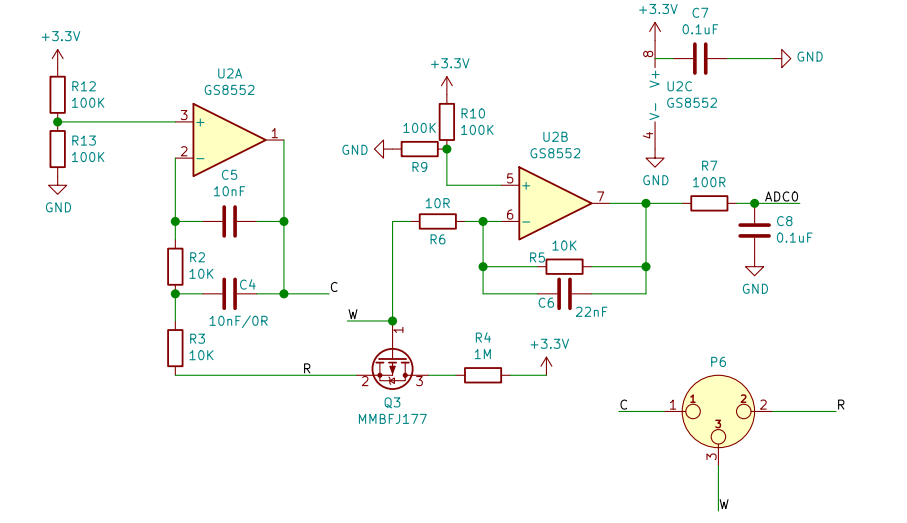 +3.3V
R12
100K
R13
100K
GND
U2A
GS8552
3
+
2
−
1
C5
10nF
R2
10K
C4
10nF/0R
C
R3
10K
R
+3.3V
R10
100K
100K
R9
GND
U2B
GS8552
5
+
6
−
7
10R
R6
10K
R5
C6
22nF
W
1
2
3
Q3
MMBFJ177
R4
1M
+3.3V
+3.3V
C7
0.1uF
GND
8
V+
U2C
GS8552
V−
4
GND
R7
100R
ADC0
C8
0.1uF
GND
P6
C
1
1
2
2
R
3
3
W